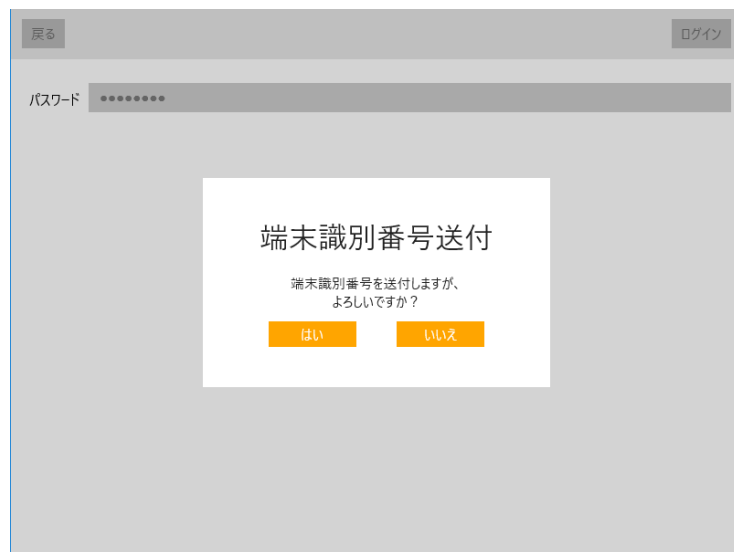 戻る
ログイン
パスワード ••••••••
端末識別番号送付
端末識別番号を送付しますが、
よろしいですか？
はい
いいえ